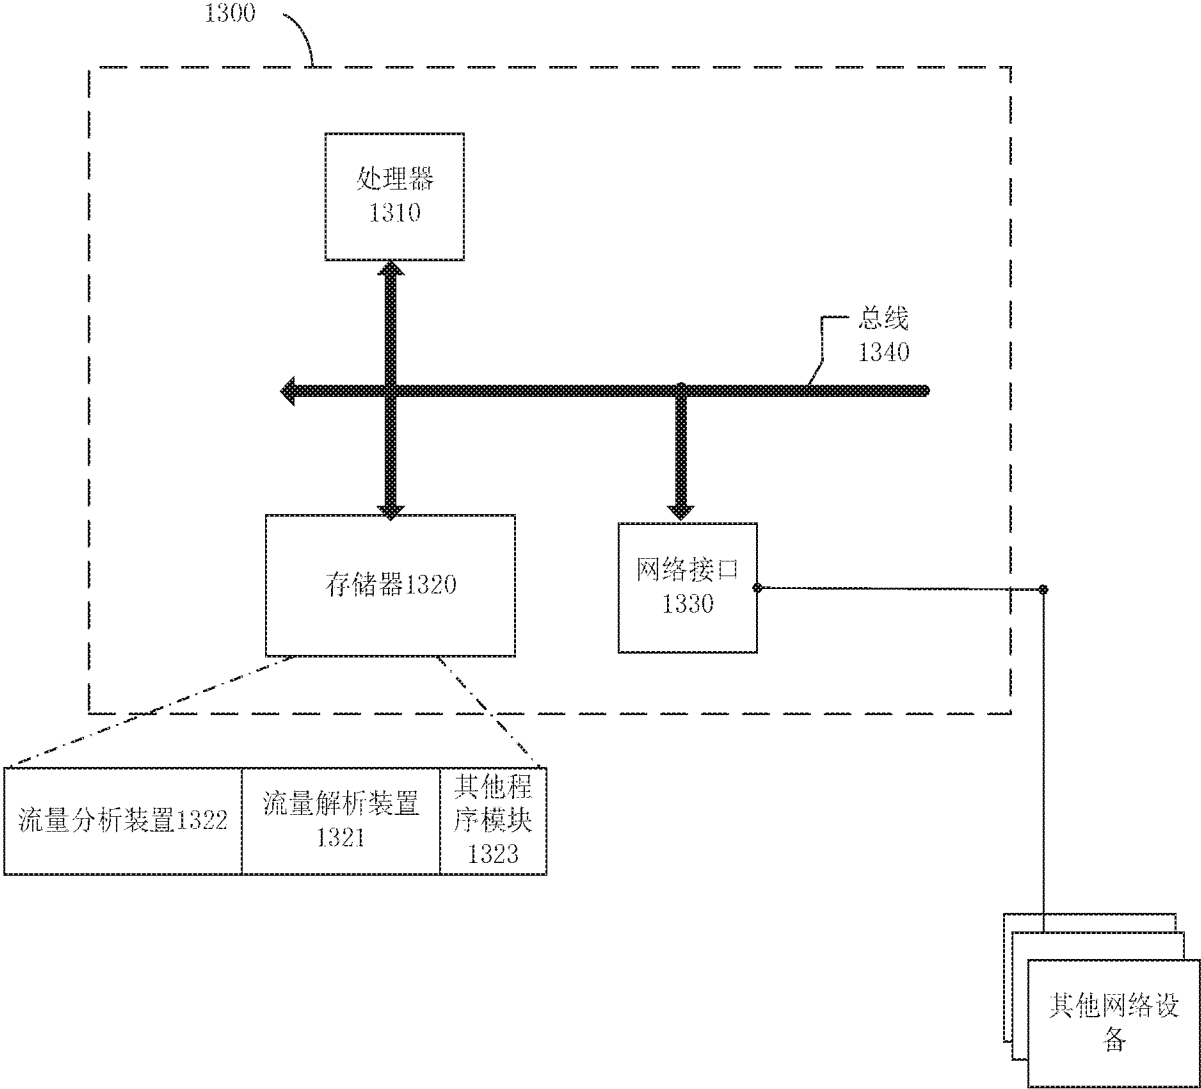 1300
处理器
1310
总线
1340
存储器1320
网络接口
1330
流量分析装置1322
流量解析装置
1321
其他程
序模块
1323
其他网络设
备